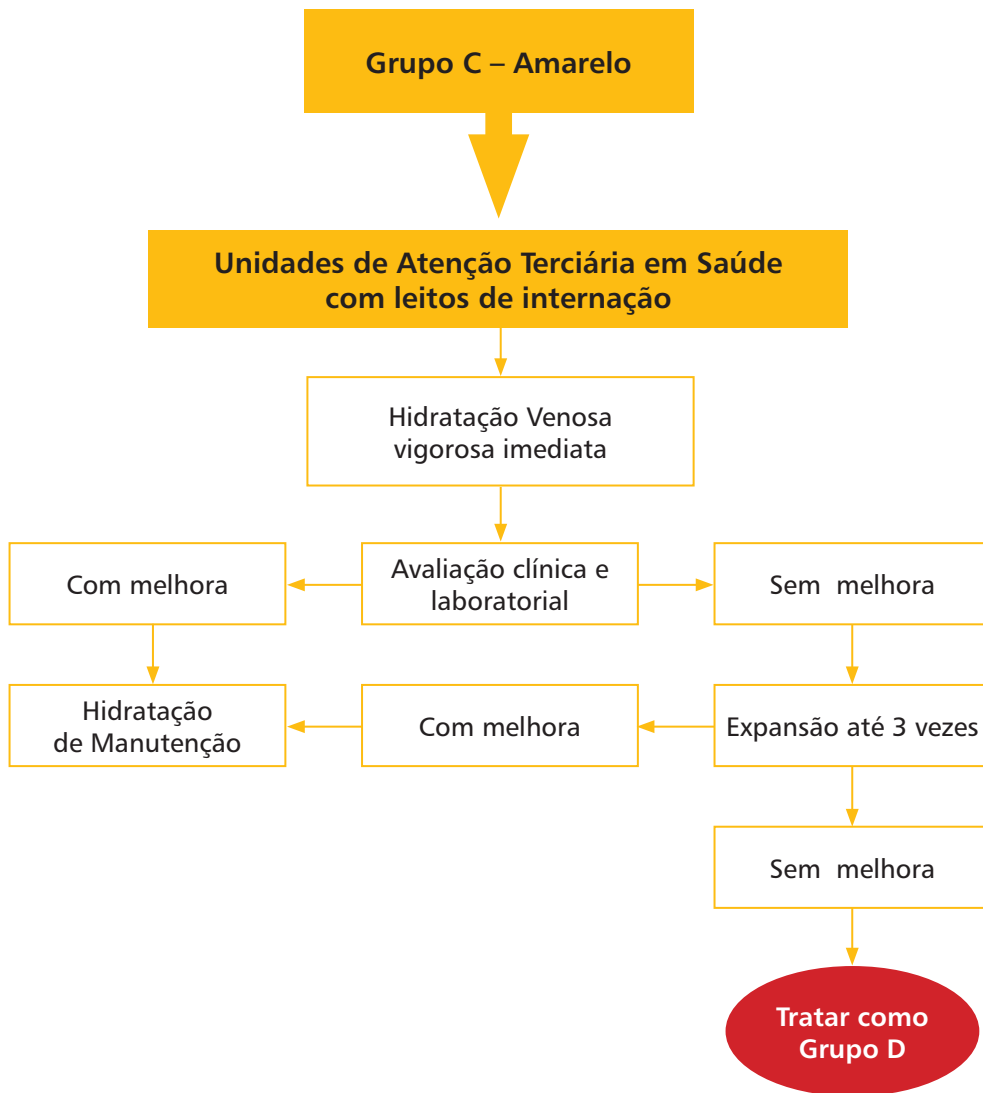 Grupo C – Amarelo
Unidades de Atenção Terciária em Saúde
com leitos de internação
Hidratação Venosa
vigorosa imediata
Com melhora
Avaliação clínica e
laboratorial
Sem melhora
Hidratação
de Manutenção
Com melhora
Expansão até 3 vezes
Sem melhora
Tratar como
Grupo D